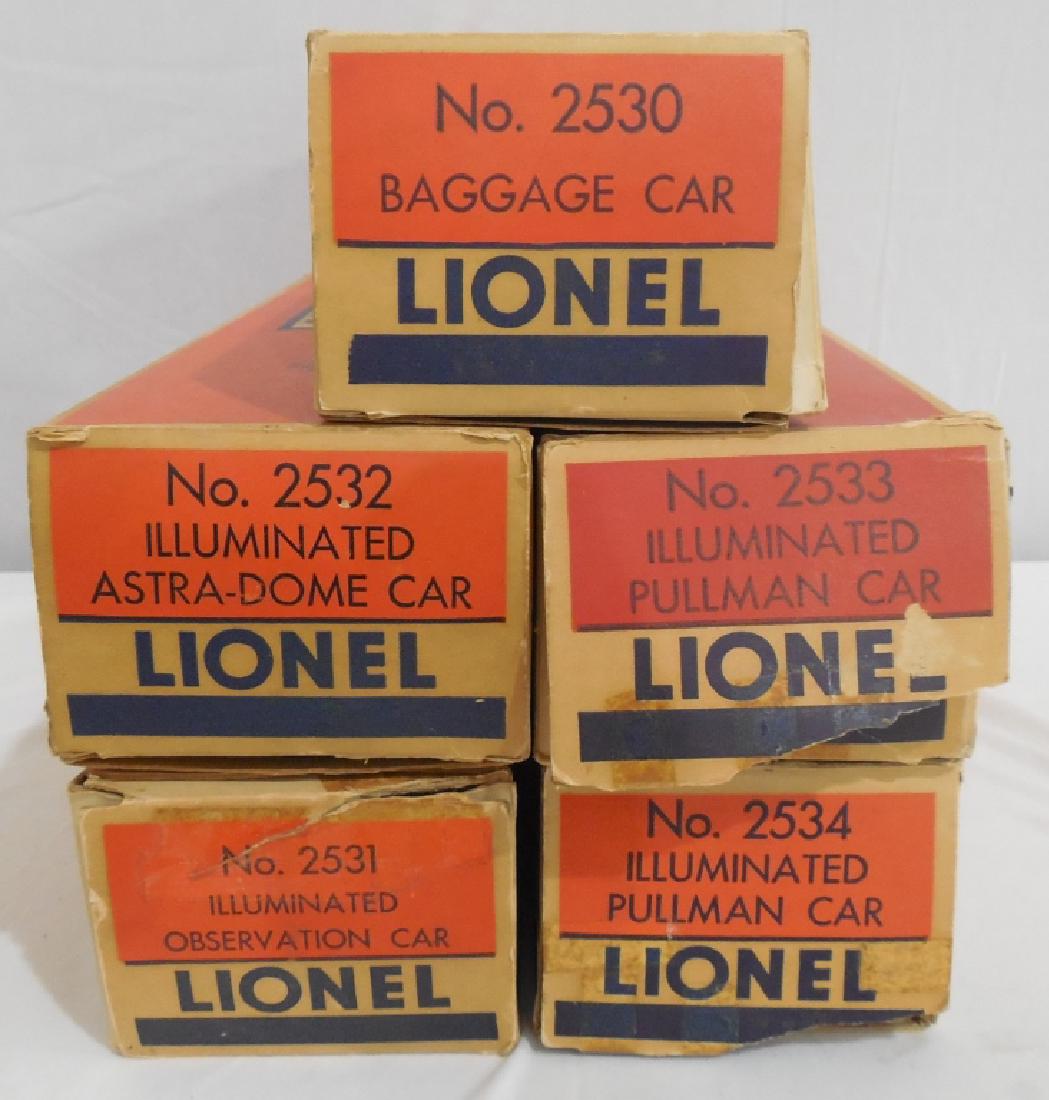 No. 2530
BAGGAGE CAR
LIONEL
No. 2532
ILLUMINATED
ASTRA-DOME CAR
LIONEL
No. 2533
ILLUMINATED
PULLMAN CAR
LIONEL
No. 2531
ILLUMINATED
OBSERVATION CAR
LIONEL
No. 2534
ILLUMINATED
PULLMAN CAR
LIONEL